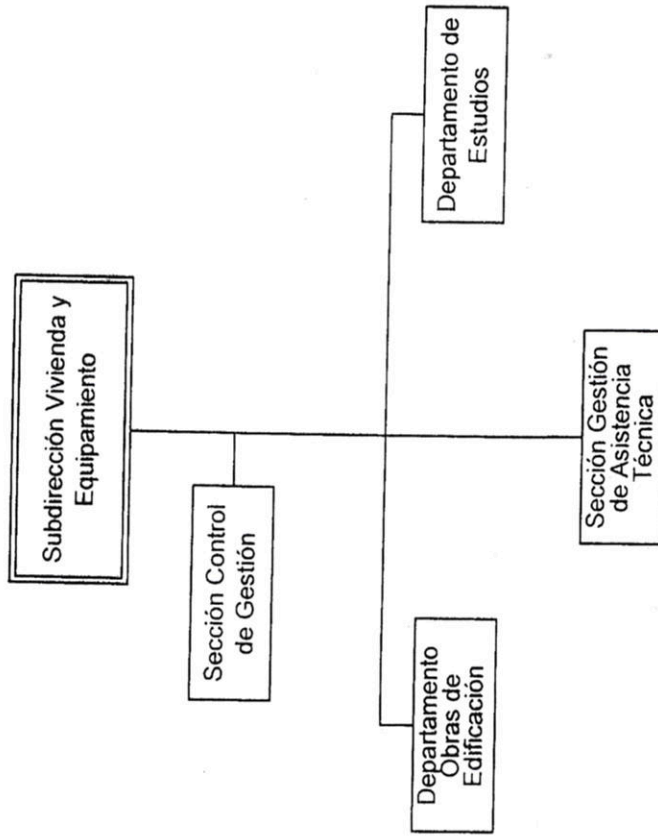 Subdirección Vivienda y
Equipamiento
Sección Control
de Gestión
Departamento
Obras de
Edificación
Sección Gestión
de Asistencia
Técnica
Departamento de
Estudios